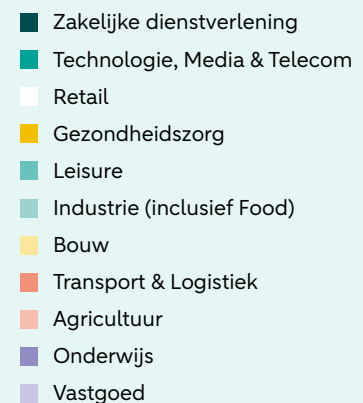 Zakelijke dienstverlening
Technologie, Media & Telecom
Retail
Gezondheidszorg
Leisure
Industrie (inclusief Food)
Bouw
Transport & Logistiek
Agricultuur
Onderwijs
Vastgoed